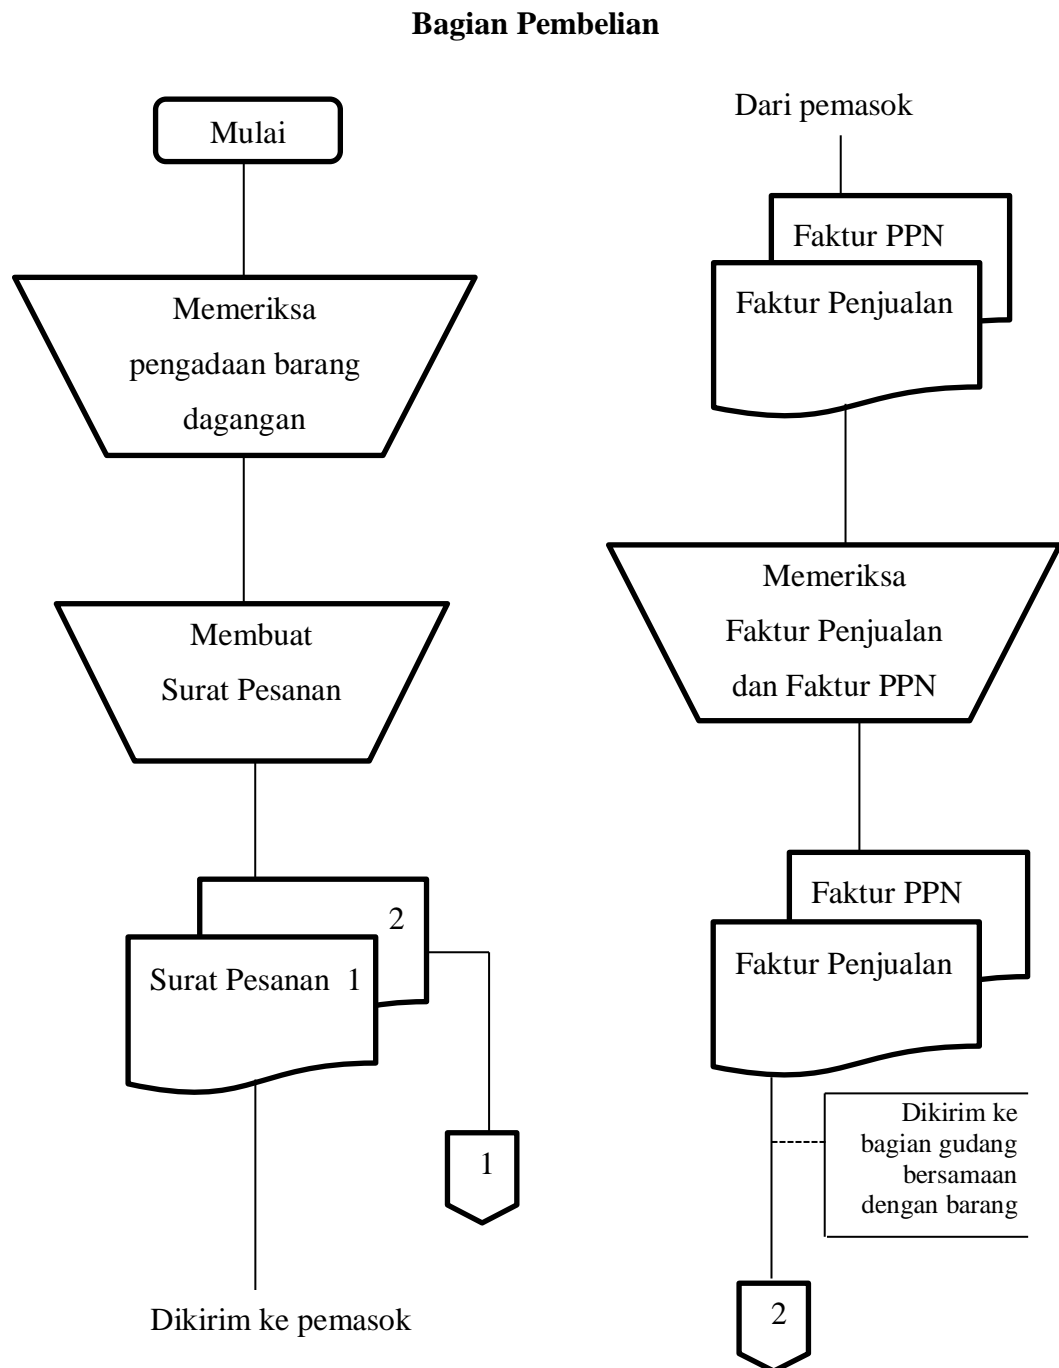 Bagian Pembelian
Mulai
Memeriksa
pengadaan barang
dagangan
Membuat
Surat Pesanan
2
Surat Pesanan 1
1
Dikirim ke pemasok
Dari pemasok
Faktur PPN
Faktur Penjualan
Memeriksa
Faktur Penjualan
dan Faktur PPN
Faktur PPN
Faktur Penjualan
Dikirim ke
bagian gudang
bersamaan
dengan barang
2